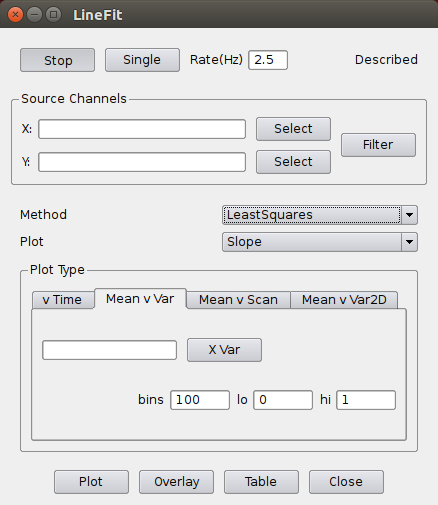 LineFit
Stop Single Rate(Hz) 2.5 Described
Source Channels
X: Select
Filter
Y: Select
Method LeastSquares
Plot Slope
Plot Type
v Time Mean v Var Mean v Scan Mean v Var2D
X Var
bins 100 lo 0 hi 1
Plot Overlay Table Close